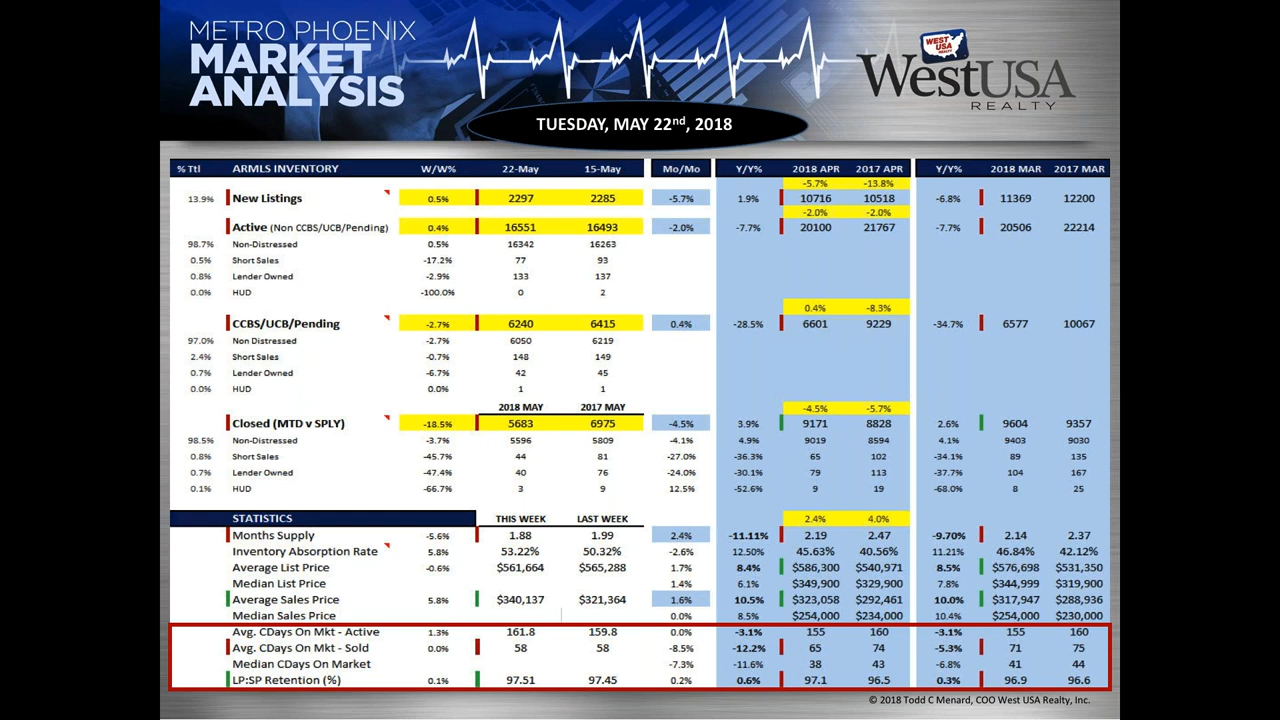 METRO PHOENIX
MARKET
ANALYSIS
WEST
USA
REALTY
WestUSA
REALTY
TUESDAY, MAY 22nd, 2018
% Ttl ARMLS INVENTORY W/W% 22-May 15-May Mo/Mo Y/Y% 2018 APR 2017 APR Y/Y% 2018 MAR 2017 MAR
-5.7% -13.8%
13.9% New Listings 0.5% 2297 2285 -5.7% 1.9% 10716 10518 -6.8% 11369 12200
-2.0% -2.0%
Active (Non CCBS/UCB/Pending) 0.4% 16551 16493 -2.0% -7.7% 20100 21767 -7.7% 20506 22214
98.7% Non-Distressed 0.5% 16342 16263
0.5% Short Sales -17.2% 77 93
0.8% Lender Owned -2.9% 133 137
0.0% HUD -100.0% 0 2
0.4% -8.3%
CCBS/UCB/Pending -2.7% 6240 6415 0.4% -28.5% 6601 9229 -34.7% 6577 10067
97.0% Non Distressed -2.7% 6050 6219
2.4% Short Sales -0.7% 148 149
0.7% Lender Owned -6.7% 42 45
0.0% HUD 0.0% 1 1
2018 MAY 2017 MAY -4.5% -5.7%
Closed (MTD v SPLY) -18.5% 5683 6975 -4.5% 3.9% 9171 8828 2.6% 9604 9357
98.5% Non-Distressed -3.7% 5596 5809 -4.1% 4.9% 9019 8594 4.1% 9403 9030
0.8% Short Sales -45.7% 44 81 -27.0% -36.3% 65 102 -34.1% 89 135
0.7% Lender Owned -47.4% 40 76 -24.0% -30.1% 79 113 -37.7% 104 167
0.1% HUD -66.7% 3 9 12.5% -52.6% 9 19 -68.0% 8 25
STATISTICS THIS WEEK LAST WEEK 2.4% 4.0%
Months Supply -5.6% 1.88 1.99 2.4% -11.11% 2.19 2.47 -9.70% 2.14 2.37
Inventory Absorption Rate 5.8% 53.22% 50.32% -2.6% 12.50% 45.63% 40.56% 11.21% 46.84% 42.12%
Average List Price -0.6% $561,664 $565,288 1.7% 8.4% $586,300 $540,971 8.5% $576,698 $531,350
Median List Price 1.4% 6.1% $349,900 $329,900 7.8% $344,999 $319,900
Average Sales Price 5.8% $340,137 $321,364 1.6% 10.5% $323,058 $292,461 10.0% $317,947 $288,936
Median Sales Price 0.0% 8.5% $254,000 $234,000 10.4% $254,000 $230,000
Avg. CDays On Mkt - Active 1.3% 161.8 159.8 0.0% -3.1% 155 160 -3.1% 155 160
Avg. CDays On Mkt - Sold 0.0% 58 58 -8.5% -12.2% 65 74 -5.3% 71 75
Median CDays On Market -7.3% -11.6% 38 43 -6.8% 41 44
LP:SP Retention (%) 0.1% 97.51 97.45 0.2% 0.6% 97.1 96.5 0.3% 96.9 96.6
© 2018 Todd C Menard, COO West USA Realty, Inc.